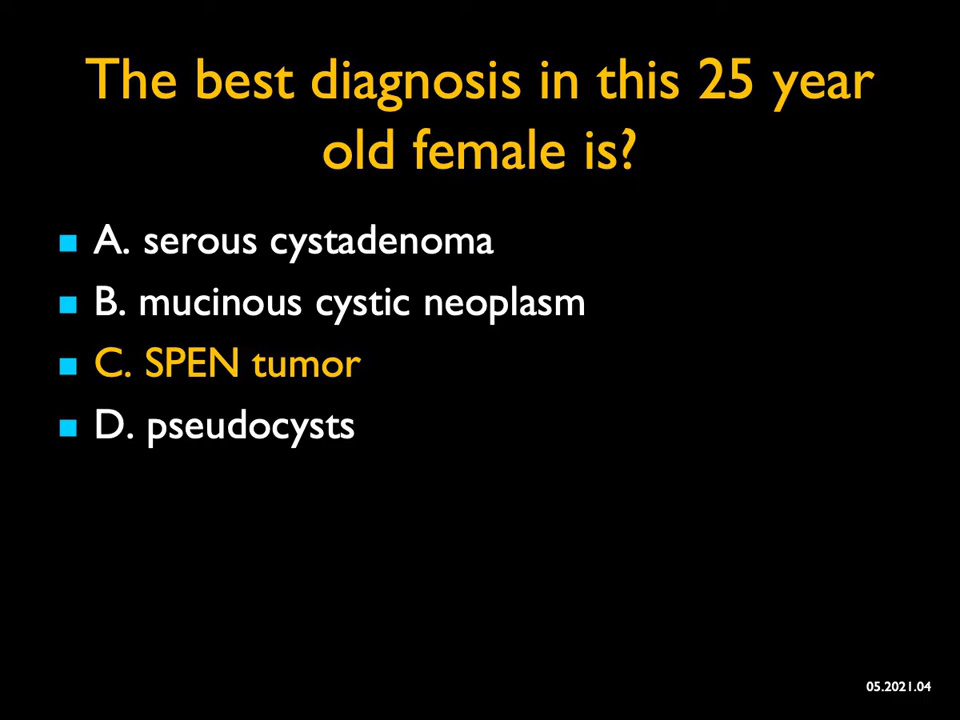 The best diagnosis in this 25 year
old female is?
A. serous cystadenoma
B. mucinous cystic neoplasm
C. SPEN tumor
D. pseudocysts
05.2021.04